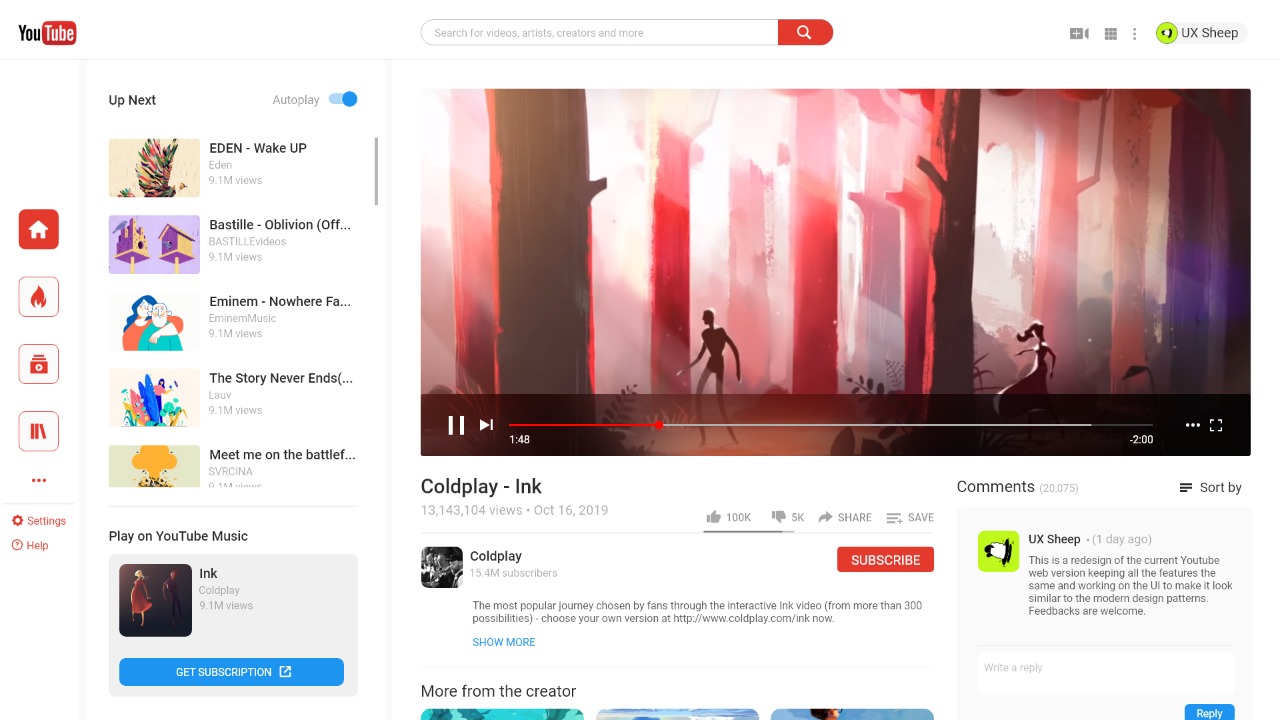 YouTube
Search for videos, artists, creators and more
UX Sheep
Up Next
Autoplay
EDEN - Wake UP
Eden
9.1M views
Bastille - Oblivion (Off...
BASTILLEvideos
9.1M views
Eminem - Nowhere Fa...
EminemMusic
9.1M views
The Story Never Ends(...
Lauv
9.1M views
Meet me on the battlef...
SVRCINA
9.1M views
Settings
Help
Play on YouTube Music
Ink
Coldplay
9.1M views
GET SUBSCRIPTION
1:48
-2:00
Coldplay - Ink
13,143,104 views • Oct 16, 2019
100K
5K
SHARE
SAVE
Coldplay
15.4M subscribers
SUBSCRIBE
The most popular journey chosen by fans through the interactive Ink video (from more than 300
possibilities) - choose your own version at http://www.coldplay.com/ink now.
SHOW MORE
More from the creator
Comments (20,075)
Sort by
UX Sheep • (1 day ago)
This is a redesign of the current Youtube
web version keeping all the features the
same and working on the UI to make it look
similar to the modern design patterns.
Feedbacks are welcome.
Write a reply
Reply